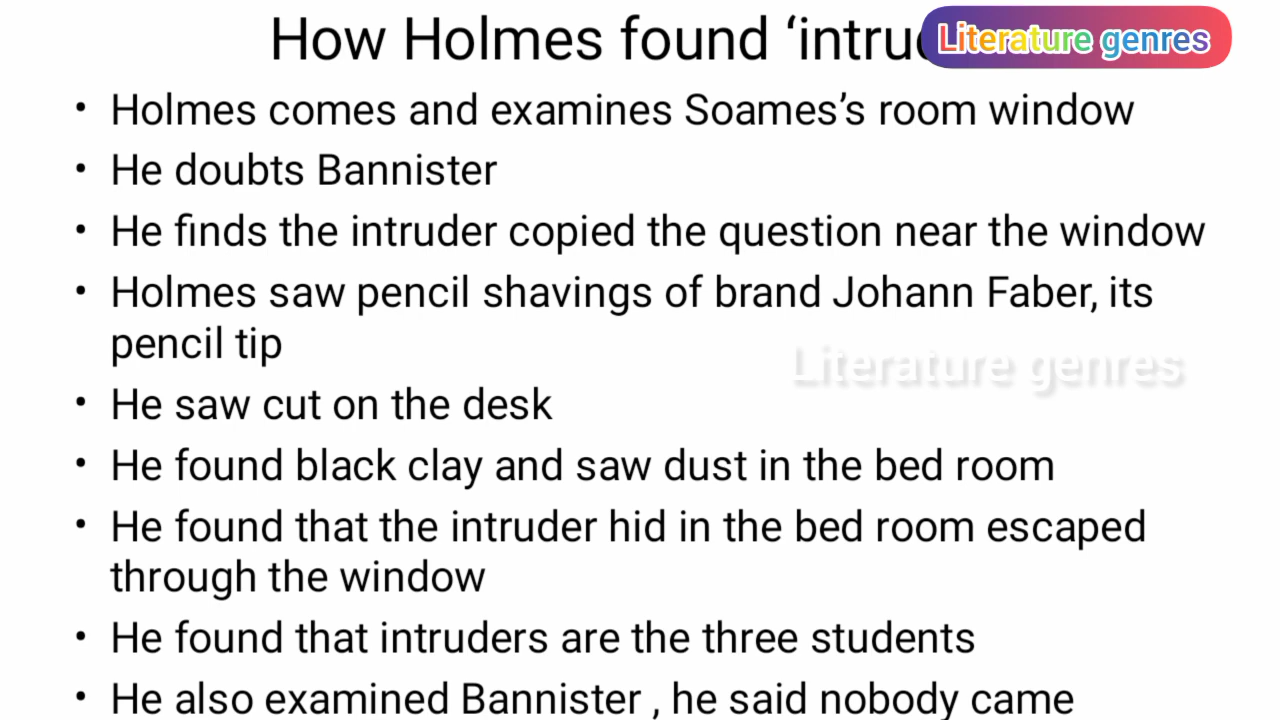 How Holmes found ‘intru
Literature genres
• Holmes comes and examines Soames’s room window
• He doubts Bannister
• He finds the intruder copied the question near the window
• Holmes saw pencil shavings of brand Johann Faber, its
pencil tip
Literature genres
• He saw cut on the desk
• He found black clay and saw dust in the bed room
• He found that the intruder hid in the bed room escaped
through the window
• He found that intruders are the three students
• He also examined Bannister , he said nobody came